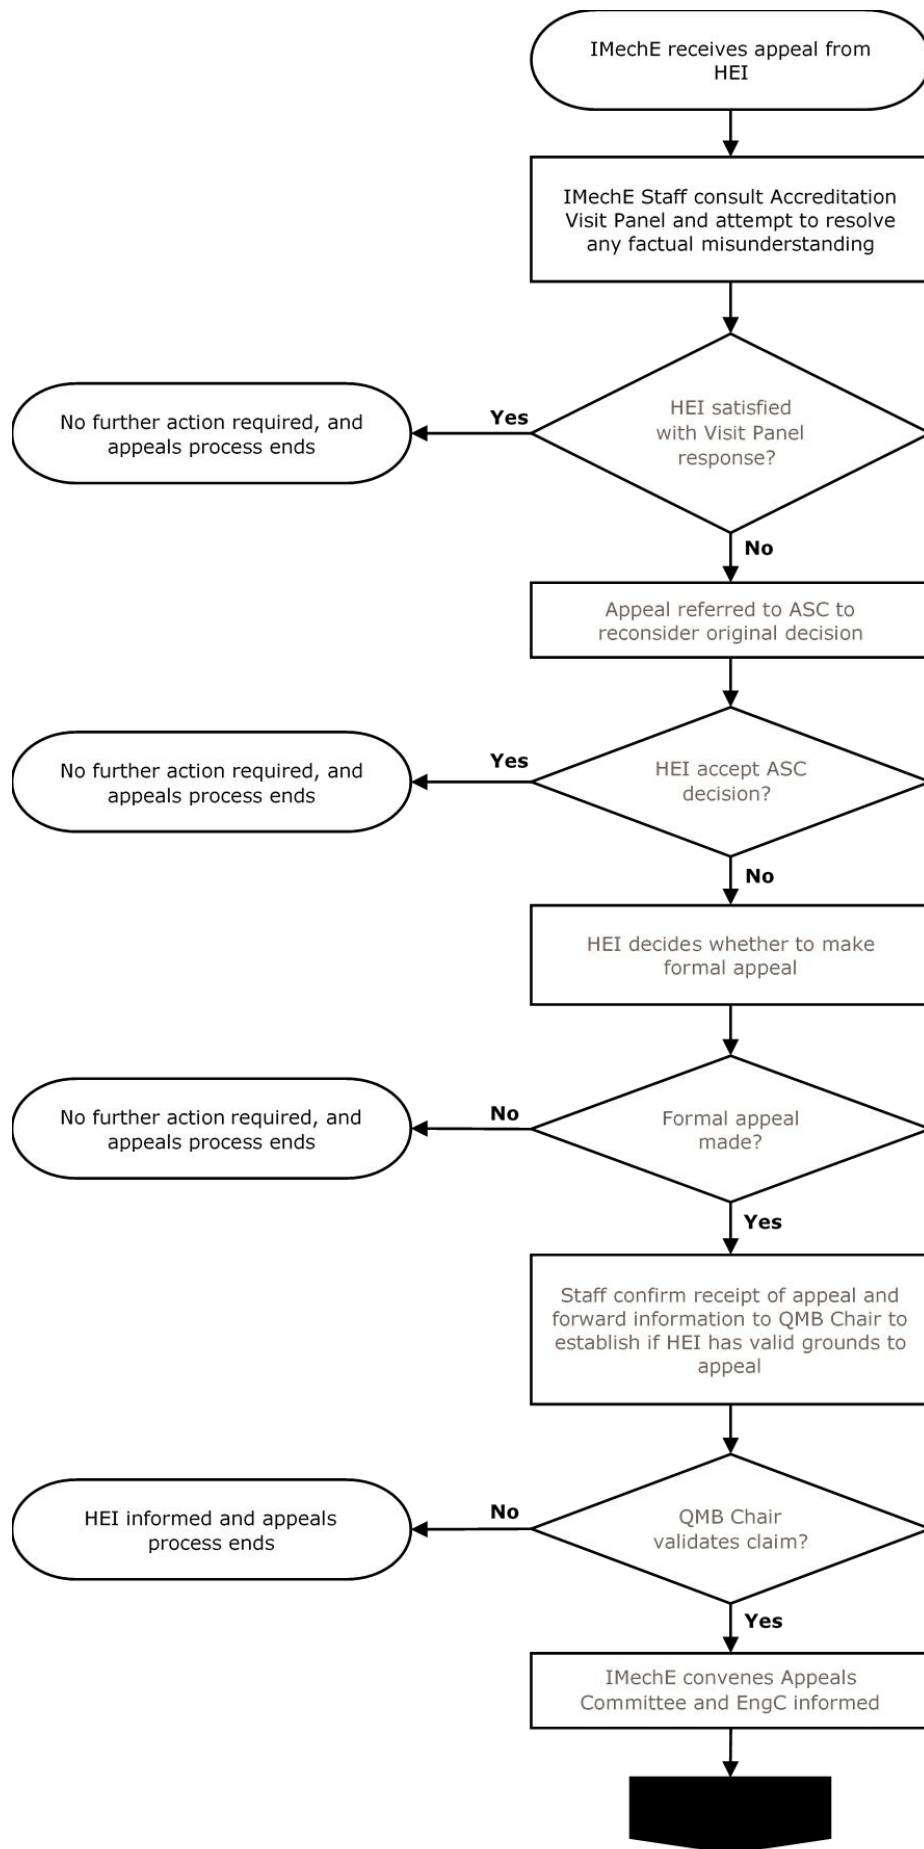 IMechE receives appeal from
HEI
IMechE Staff consult Accreditation
Visit Panel and attempt to resolve
any factual misunderstanding
HEI satisfied
with Visit Panel
response?
Yes
No further action required, and
appeals process ends
No
Appeal referred to ASC to
reconsider original decision
HEI accept ASC
decision?
Yes
No further action required, and
appeals process ends
No
HEI decides whether to make
formal appeal
Formal appeal
made?
No
No further action required, and
appeals process ends
Yes
Staff confirm receipt of appeal and
forward information to QMB Chair to
establish if HEI has valid grounds to
appeal
QMB Chair
validates claim?
No
HEI informed and appeals
process ends
Yes
IMechE convenes Appeals
Committee and EngC informed